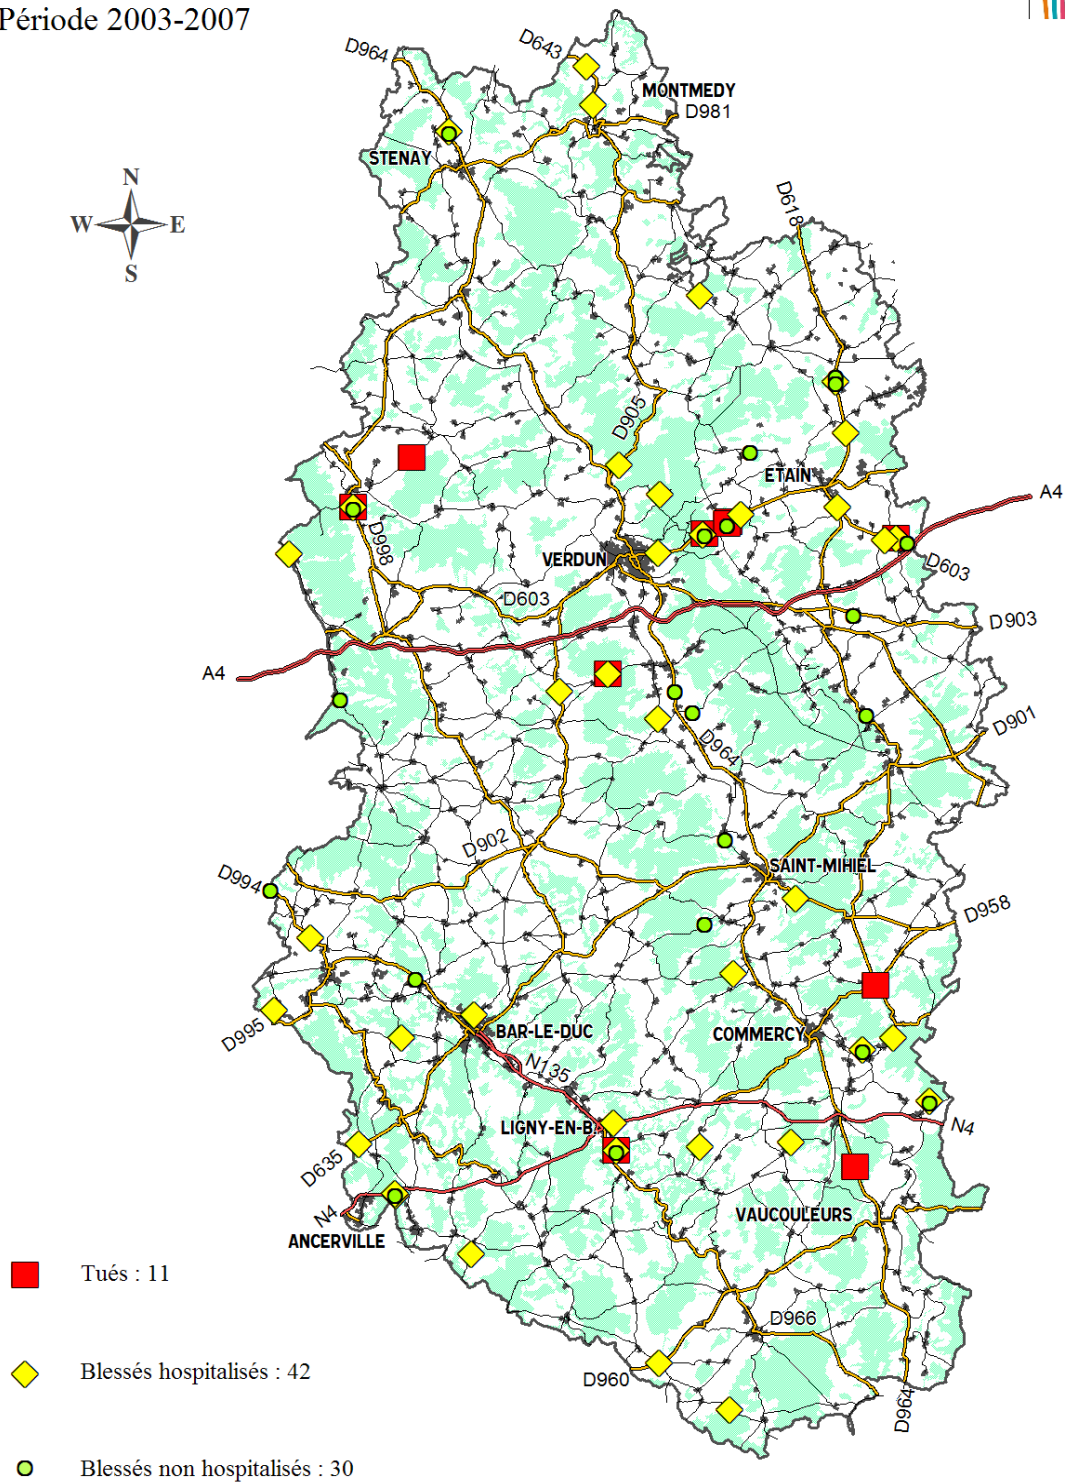 Période 2003-2007
D964
D643
MONTMEDY
D981
STENAY
N
W E
S
D618
D905
ETAIN
A4
D998
VERDUN
D603
D603
D903
A4
D901
D964
D902
SAINT-MIHIEL
D994
D958
D995
BAR-LE-DUC
COMMERCY
N135
LIGNY-EN-B.
N4
D635
N4
VAUCOULEURS
ANCERVILLE
Tués : 11
D966
Blessés hospitalisés : 42
D960
D964
Blessés non hospitalisés : 30